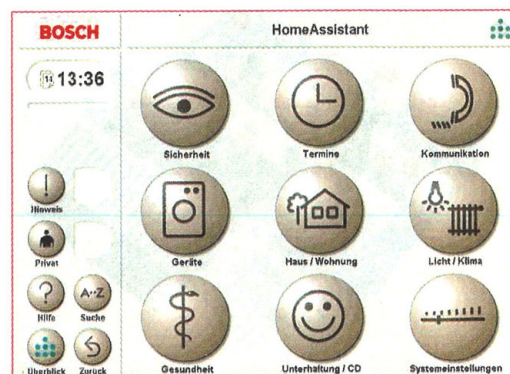 BOSCH
HomeAssistant
13:36
Sicherheit
Termine
Kommunikation
Hinweis
Privat
Geräte
Haus / Wohnung
Licht / Klima
?
Hilfe
A··Z
Suche
Überblick
Zurück
Gesundheit
Unterhaltung / CD
Systemeinstellungen